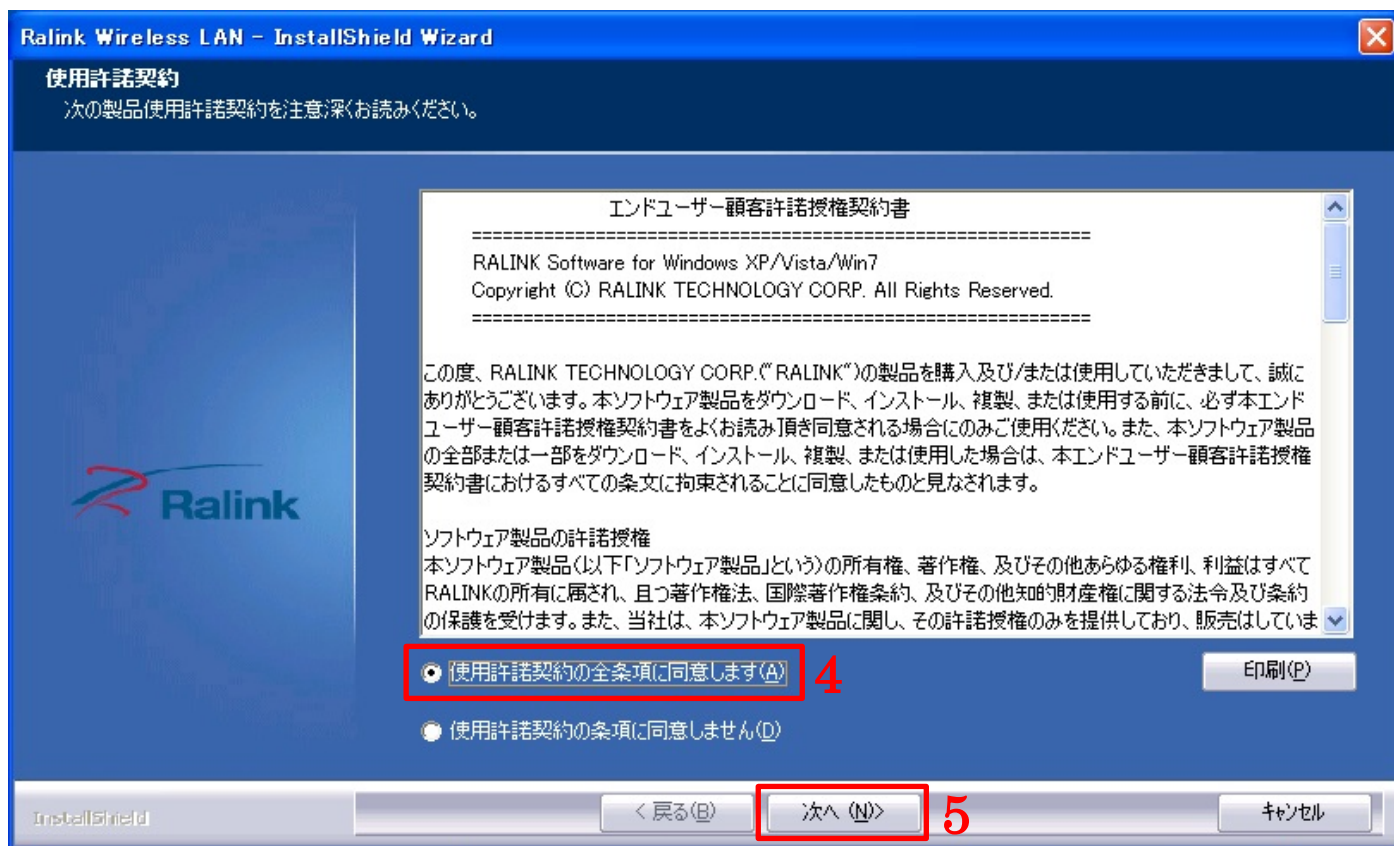 Ralink Wireless LAN - InstallShield Wizard
使用許諾契約
次の製品使用許諾契約を注意深くお読みください。
エンドユーザー顧客許諾授権契約書
============================================================
RALINK Software for Windows XP/Vista/Win7
Copyright (C) RALINK TECHNOLOGY CORP. All Rights Reserved.
============================================================
この度、RALINK TECHNOLOGY CORP.("RALINK")の製品を購入及び/または使用していただきまして、誠に
ありがとうございます。本ソフトウェア製品をダウンロード、インストール、複製、または使用する前に、必ず本エンド
ユーザー顧客許諾授権契約書をよくお読み頂き同意される場合にのみご使用ください。また、本ソフトウェア製品
の全部または一部をダウンロード、インストール、複製、または使用した場合は、本エンドユーザー顧客許諾授権
契約書におけるすべての条文に拘束されることに同意したものと見なされます。
ソフトウェア製品の許諾授権
本ソフトウェア製品(以下「ソフトウェア製品」という)の所有権、著作権、及びその他あらゆる権利、利益はすべて
RALINKの所有に属され、且つ著作権法、国際著作権条約、及びその他知的財産権に関する法令及び条約
の保護を受けます。また、当社は、本ソフトウェア製品に関し、その許諾授権のみを提供しており、販売はしていま
Ralink
使用許諾契約の全条項に同意します(A)
4
印刷(P)
使用許諾契約の条項に同意しません(D)
InstallShield
< 戻る(B)
次へ (N)>
5
キャンセル